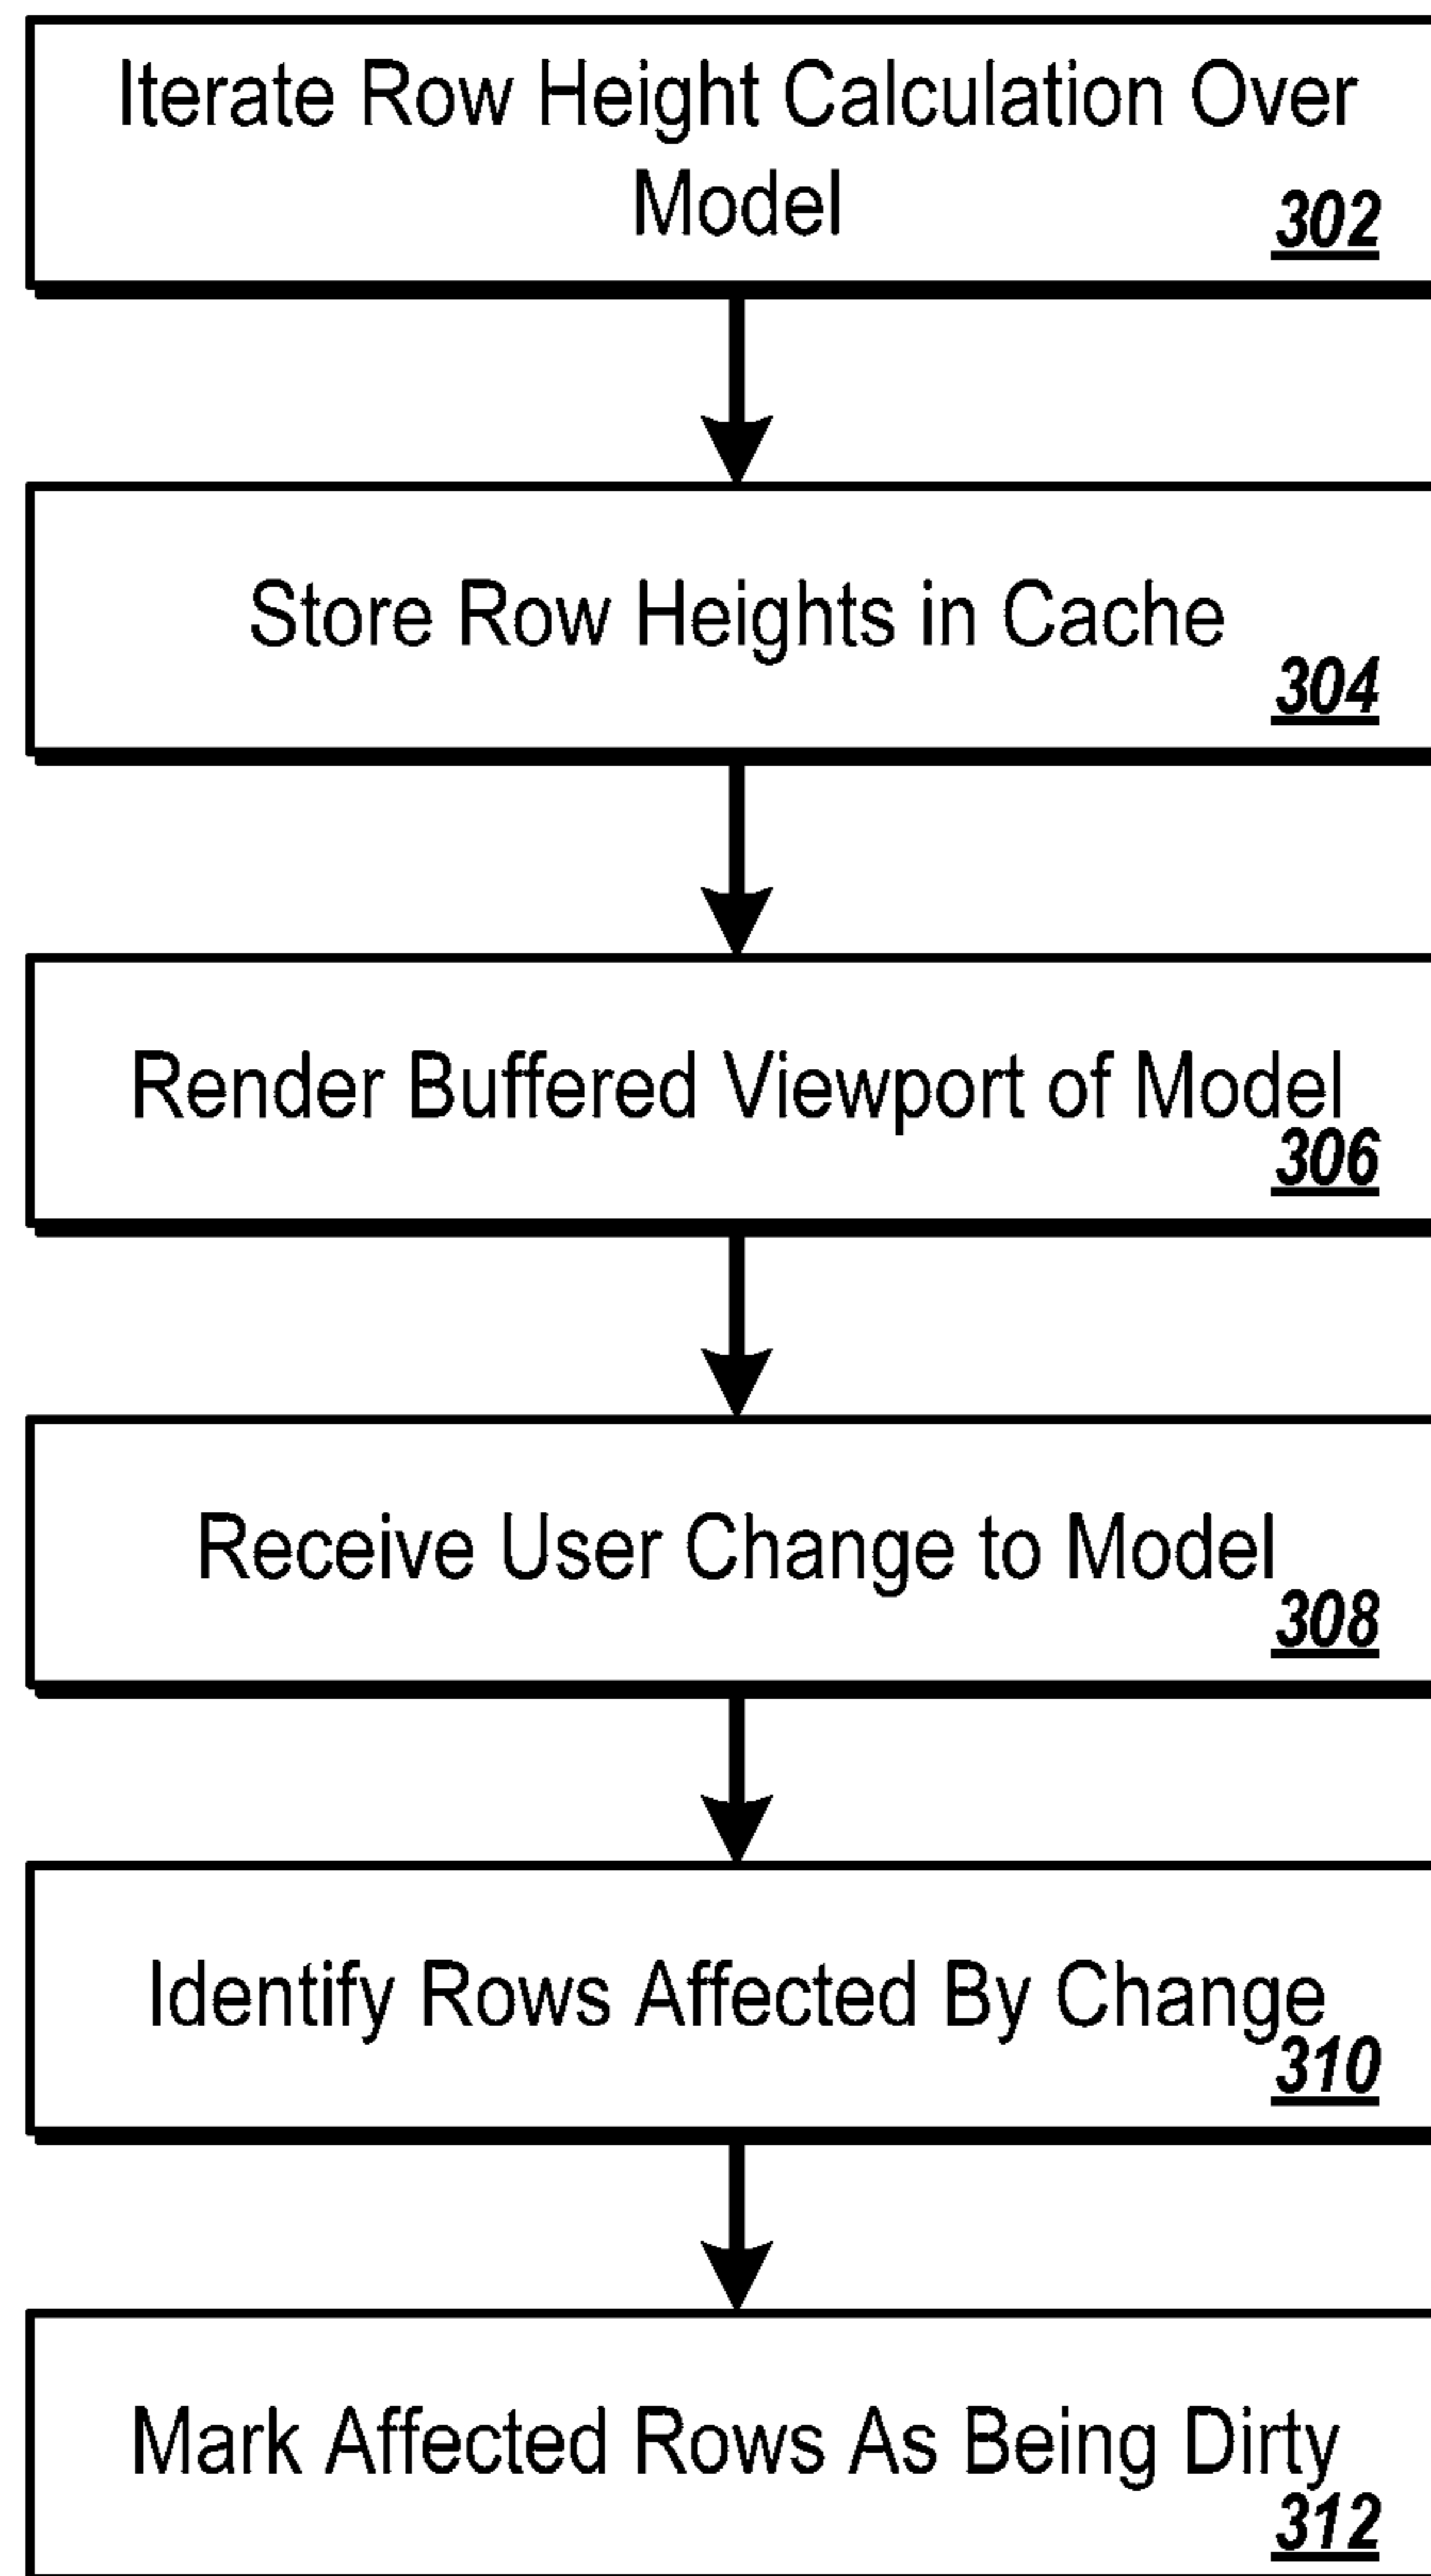 Iterate Row Height Calculation Over
Model
302
Store Row Heights in Cache
304
Render Buffered Viewport of Model
306
Receive User Change to Model
308
Identify Rows Affected By Change
310
Mark Affected Rows As Being Dirty
312